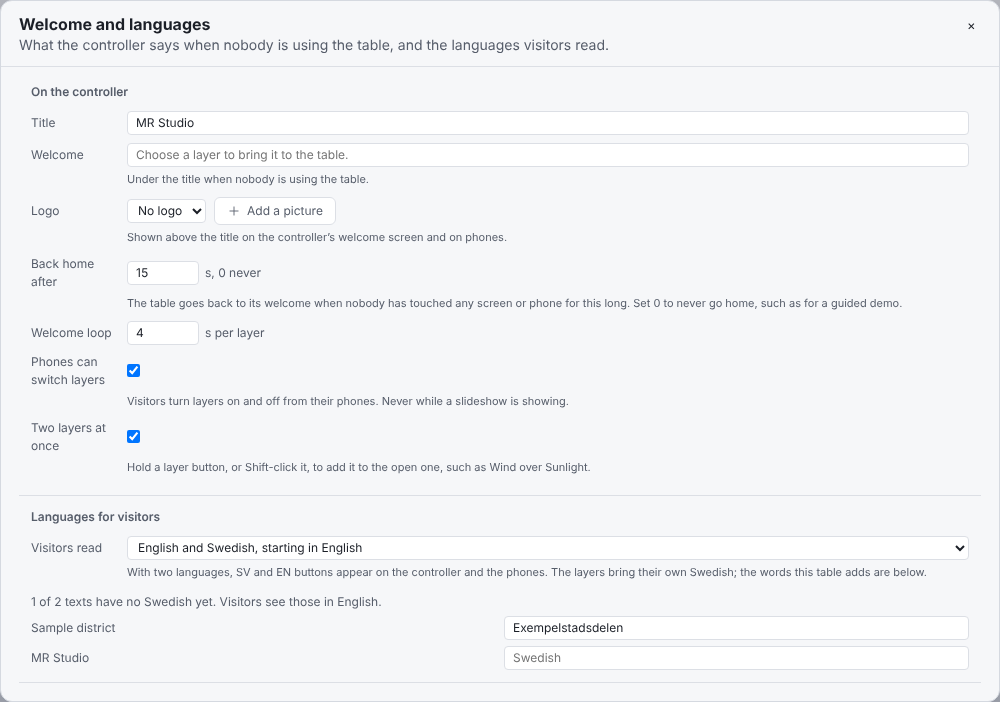 Welcome and languages
×
What the controller says when nobody is using the table, and the languages visitors read.
On the controller
Title
MR Studio
Welcome
Choose a layer to bring it to the table.
Under the title when nobody is using the table.
Logo
No logo
+ Add a picture
Shown above the title on the controller’s welcome screen and on phones.
Back home
after
15
s, 0 never
The table goes back to its welcome when nobody has touched any screen or phone for this long. Set 0 to never go home, such as for a guided demo.
Welcome loop
4
s per layer
Phones can
switch layers
Visitors turn layers on and off from their phones. Never while a slideshow is showing.
Two layers at
once
Hold a layer button, or Shift-click it, to add it to the open one, such as Wind over Sunlight.
Languages for visitors
Visitors read
English and Swedish, starting in English
With two languages, SV and EN buttons appear on the controller and the phones. The layers bring their own Swedish; the words this table adds are below.
1 of 2 texts have no Swedish yet. Visitors see those in English.
Sample district
Exempelstadsdelen
MR Studio
Swedish